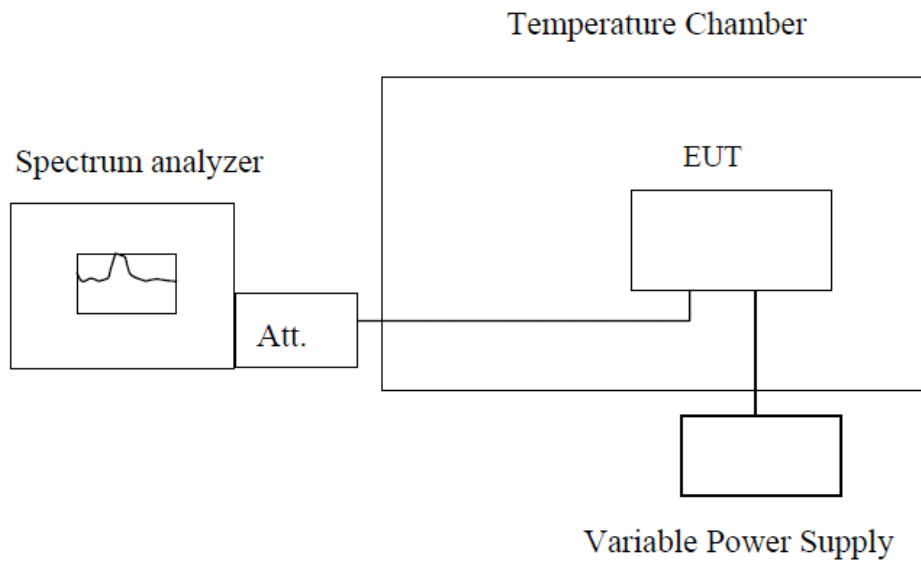 Temperature Chamber
Spectrum analyzer
EUT
Att.
Variable Power Supply